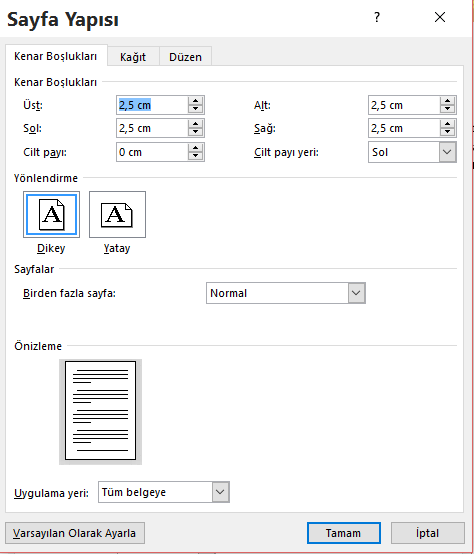 Sayfa Yapısı ? ×
Kenar Boşlukları Kağıt Düzen
Kenar Boşlukları
Üst: 2,5 cm Alt: 2,5 cm
Sol: 2,5 cm Sağ: 2,5 cm
Cilt payı: 0 cm Cilt payı yeri: Sol
Yönlendirme
A A
Dikey Yatay
Sayfalar
Birden fazla sayfa: Normal
Önizleme
Uygulama yeri: Tüm belgeye
Varsayılan Olarak Ayarla Tamam İptal